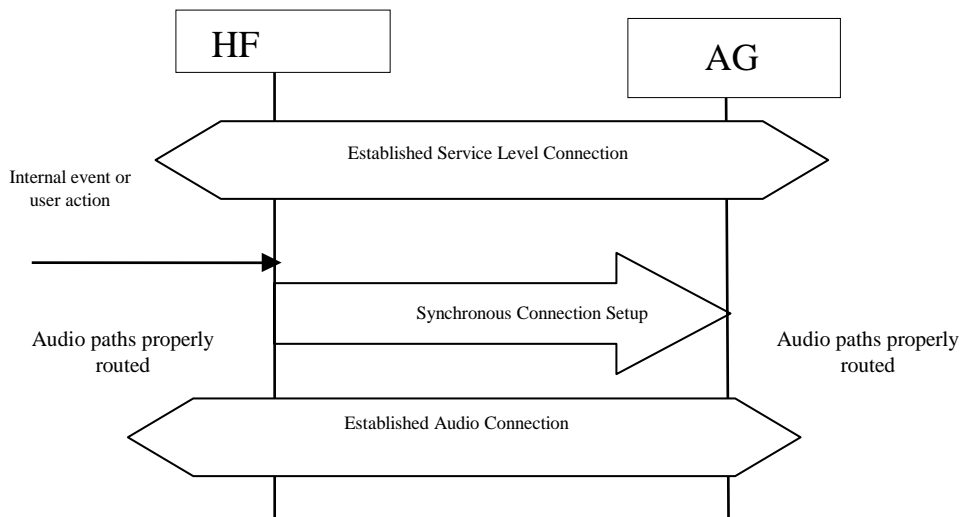 HF
AG
Established Service Level Connection
Internal event or
user action
Synchronous Connection Setup
Audio paths properly
routed
Audio paths properly
routed
Established Audio Connection